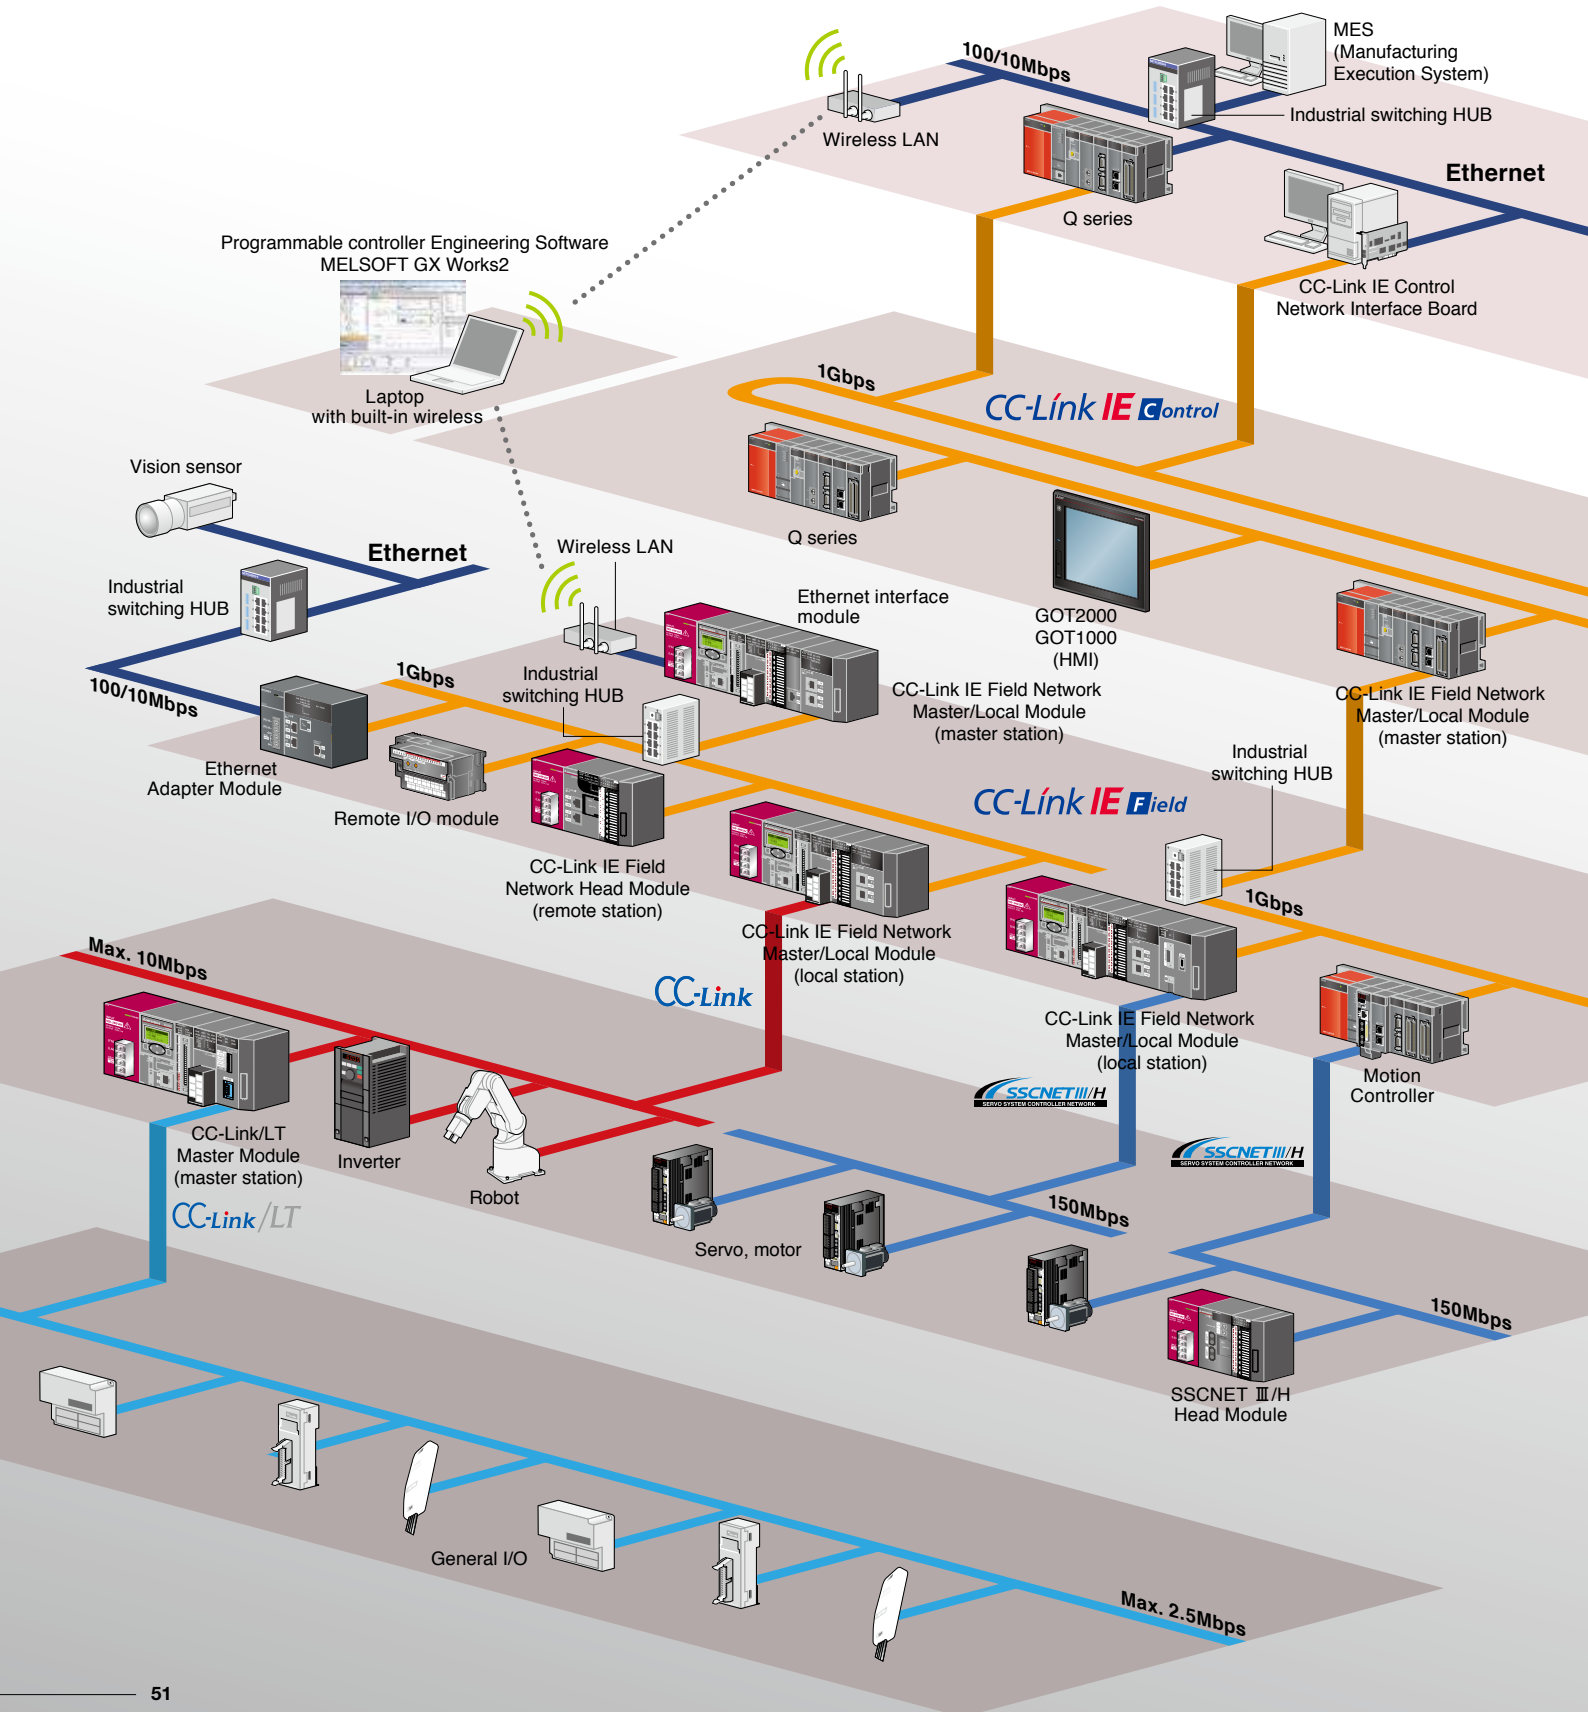 MES
(Manufacturing
Execution System)
100/10Mbps
Industrial switching HUB
Wireless LAN
Ethernet
Q series
Programmable controller Engineering Software
MELSOFT GX Works2
CC-Link IE Control
Network Interface Board
1Gbps
Laptop
with built-in wireless
CC-Link IE Control
Vision sensor
Q series
Ethernet
Wireless LAN
Industrial
switching HUB
Ethernet interface
module
GOT2000
GOT1000
(HMI)
1Gbps
Industrial
switching HUB
100/10Mbps
CC-Link IE Field Network
Master/Local Module
(master station)
CC-Link IE Field Network
Master/Local Module
(master station)
Ethernet
Adapter Module
Industrial
switching HUB
Remote I/O module
CC-Link IE Field
CC-Link IE Field
Network Head Module
(remote station)
1Gbps
CC-Link IE Field Network
Master/Local Module
(local station)
Max. 10Mbps
CC-Link
CC-Link IE Field Network
Master/Local Module
(local station)
Motion
Controller
SSCNETIII/H
SERVO SYSTEM CONTROLLER NETWORK
CC-Link/LT
Master Module
(master station)
Inverter
SSCNETIII/H
SERVO SYSTEM CONTROLLER NETWORK
Robot
CC-Link/LT
150Mbps
Servo, motor
150Mbps
SSCNET Ⅲ/H
Head Module
General I/O
Max. 2.5Mbps
51